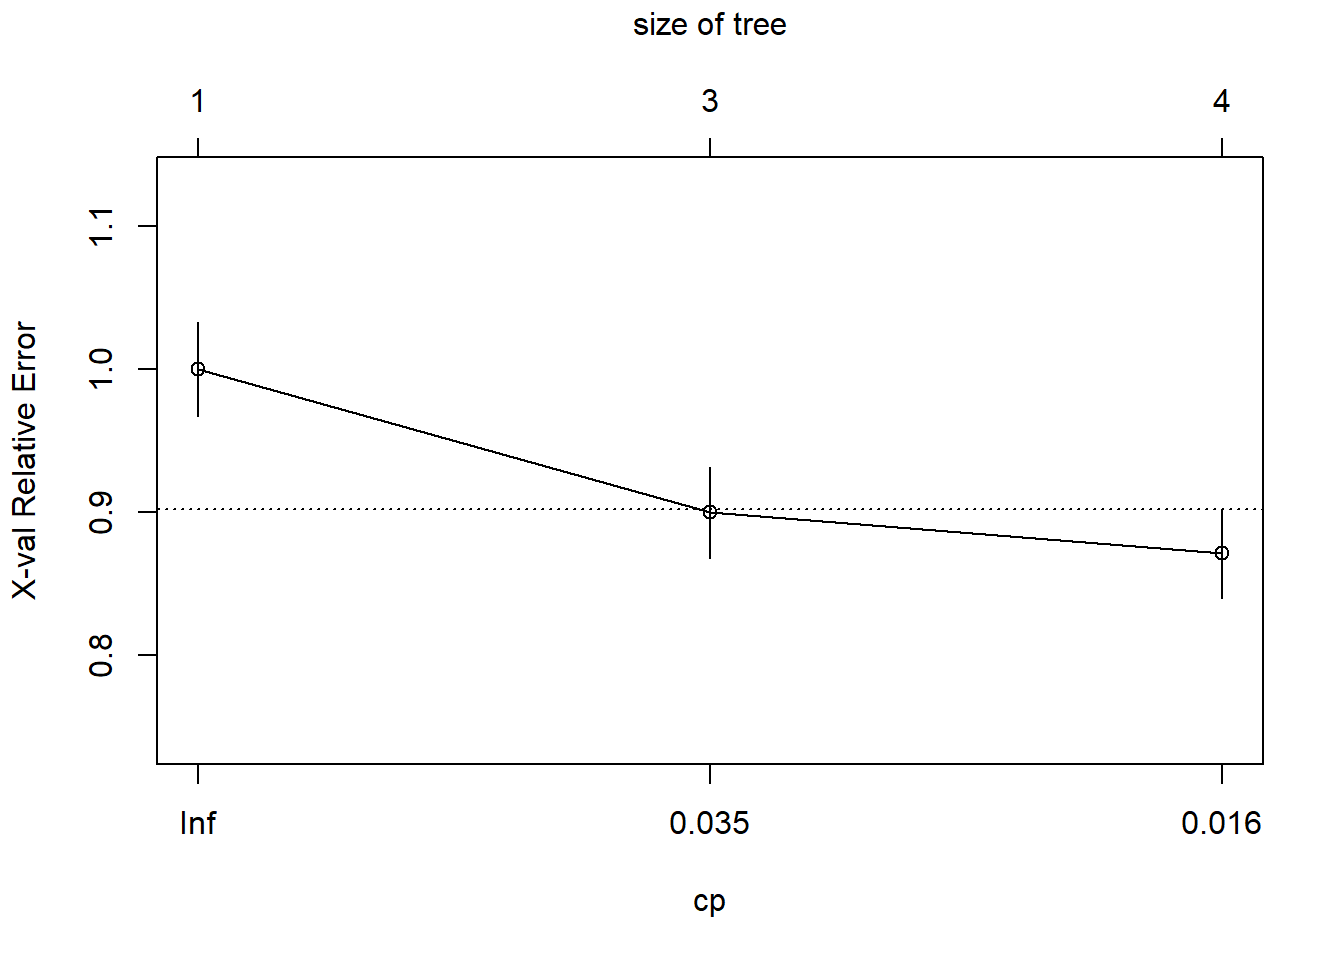 size of tree
1 3 4
1.1
1.0
0.9
0.8
X-val Relative Error
Inf 0.035 0.016
cp